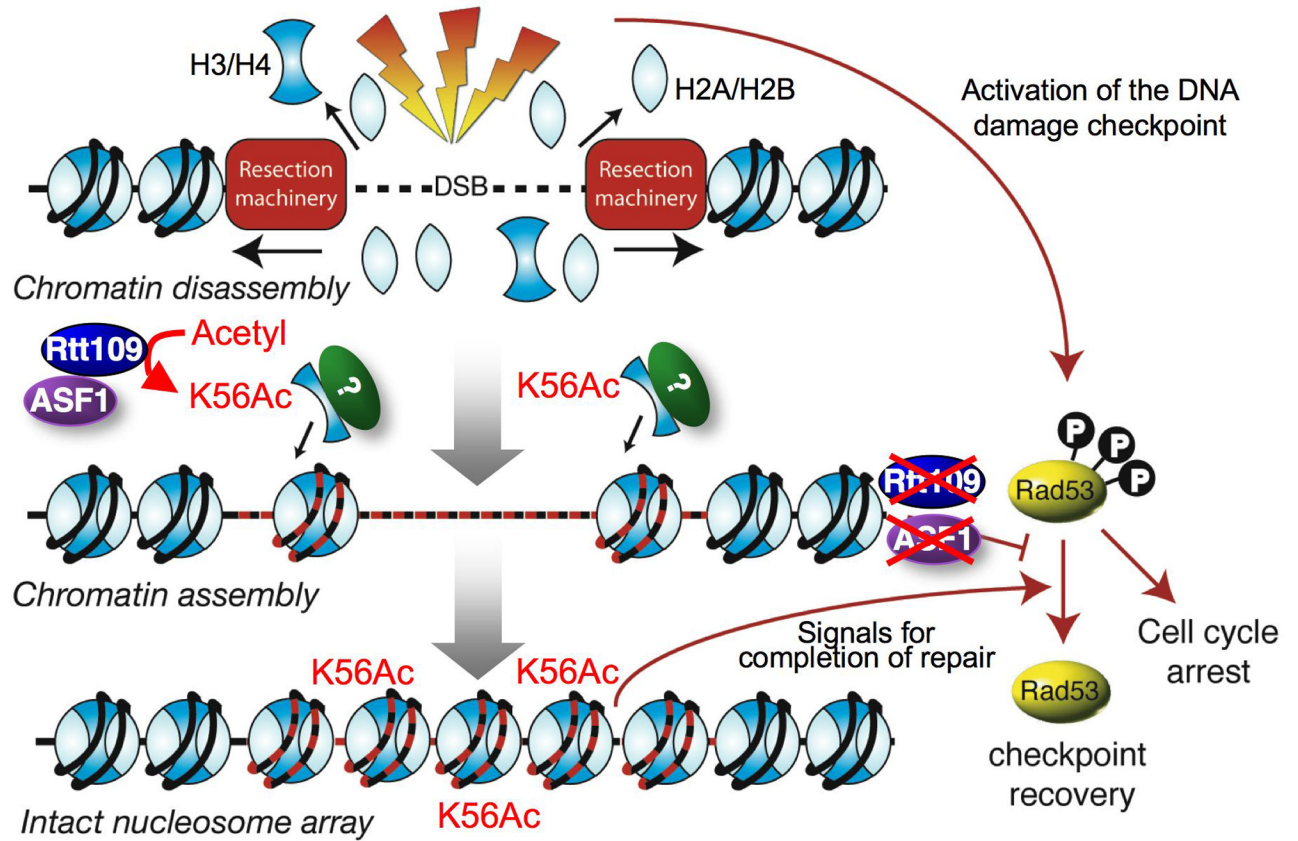 H3/H4
H2A/H2B
Activation of the DNA
damage checkpoint
Resection
machinery
DSB
Resection
machinery
Chromatin disassembly
Rtt109
Acetyl
ASF1
K56Ac
?
K56Ac
?
Rtt109
ASF1
Rad53
P
P
P
Chromatin assembly
Signals for
completion of repair
Cell cycle
arrest
Rad53
checkpoint
recovery
K56Ac
K56Ac
K56Ac
Intact nucleosome array